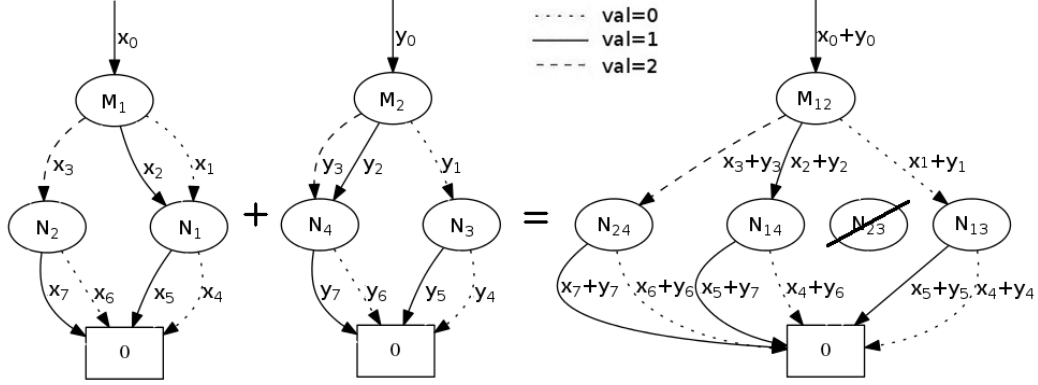 x₀ y₀ val=0 x₀+y₀
val=1
val=2
M₁ M₂ M₁₂
x₃ x₂ x₁ y₃ y₂ y₁ x₃+y₃ x₂+y₂ x₁+y₁
N₂ N₁ + N₄ N₃ = N₂₄ N₁₄ N₂₃ N₁₃
x₇ x₆ x₅ x₄ y₇ y₆ y₅ y₄ x₇+y₇ x₆+y₆ x₅+y₇ x₄+y₆ x₅+y₅ x₄+y₄
0 0 0